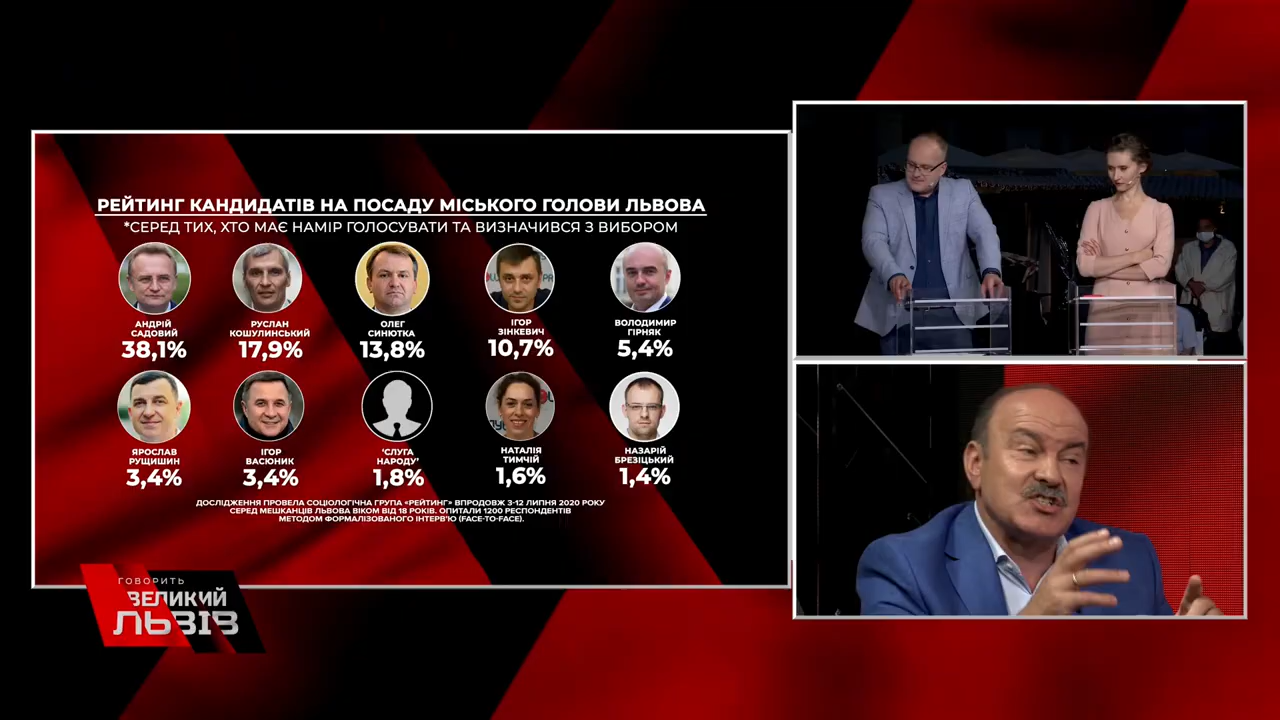 РЕЙТИНГ КАНДИДАТІВ НА ПОСАДУ МІСЬКОГО ГОЛОВИ ЛЬВОВА
*СЕРЕД ТИХ, ХТО МАЄ НАМІР ГОЛОСУВАТИ ТА ВИЗНАЧИВСЯ З ВИБОРОМ
АНДРІЙ
САДОВИЙ
38,1%
РУСЛАН
КОШУЛИНСЬКИЙ
17,9%
ОЛЕГ
СИНЮТКА
13,8%
ІГОР
ЗІНКЕВИЧ
10,7%
ВОЛОДИМИР
ГІРНЯК
5,4%
ЯРОСЛАВ
РУЩИШИН
3,4%
ІГОР
ВАСЮНИК
3,4%
'СЛУГА
НАРОДУ'
1,8%
НАТАЛІЯ
ТИМЧІЙ
1,6%
НАЗАРІЙ
БРЕЗІЦЬКИЙ
1,4%
ДОСЛІДЖЕННЯ ПРОВЕЛА СОЦІОЛОГІЧНА ГРУПА «РЕЙТИНГ» ВПРОДОВЖ 3-12 ЛИПНЯ 2020 РОКУ
СЕРЕД МЕШКАНЦІВ ЛЬВОВА ВІКОМ ВІД 18 РОКІВ. ОПИТАЛИ 1200 РЕСПОНДЕНТІВ
МЕТОДОМ ФОРМАЛІЗОВАНОГО ІНТЕРВ'Ю (FACE-TO-FACE).
ГОВОРИТЬ
ВЕЛИКИЙ
ЛЬВІВ